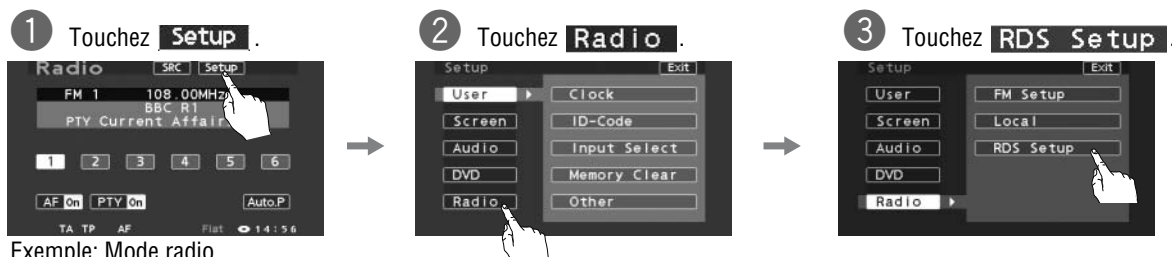 1 Touchez Setup .
Radio SRC Setup
FM 1 108.00MHz
BBC R1
PTY Current Affair
1 2 3 4 5 6
AF On PTY On Auto.P
TA TP AF Flat 14:56
Exemple: Mode radio
2 Touchez Radio .
Setup Exit
User Clock
Screen ID-Code
Audio Input Select
DVD Memory Clear
Radio Other
3 Touchez RDS Setup .
Setup Exit
User FM Setup
Screen Local
Audio RDS Setup
DVD
Radio